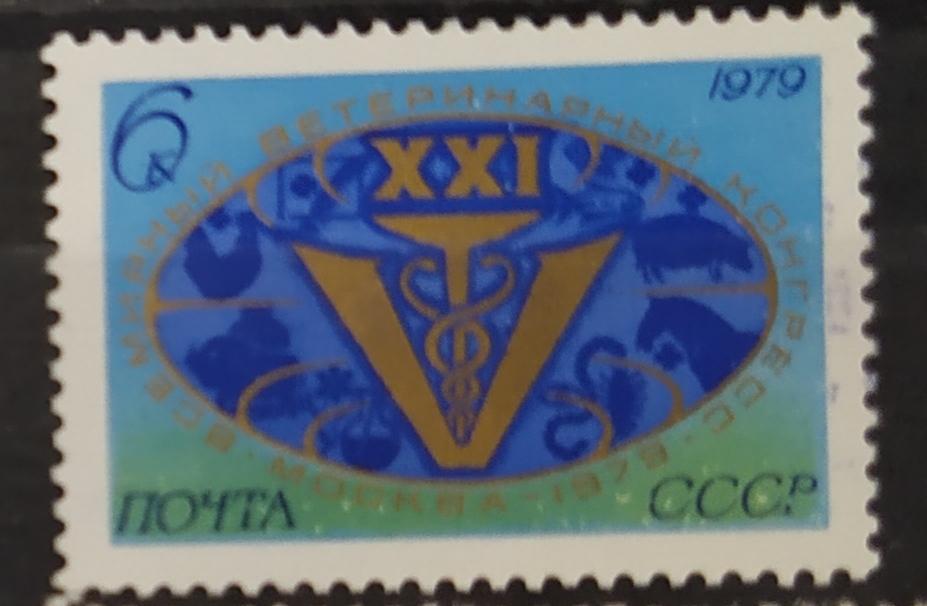 6к
1979
ВСЕМИРНЫЙ ВЕТЕРИНАРНЫЙ КОНГРЕСС
XXI
V
· МОСКВА-1979 ·
ПОЧТА
СССР